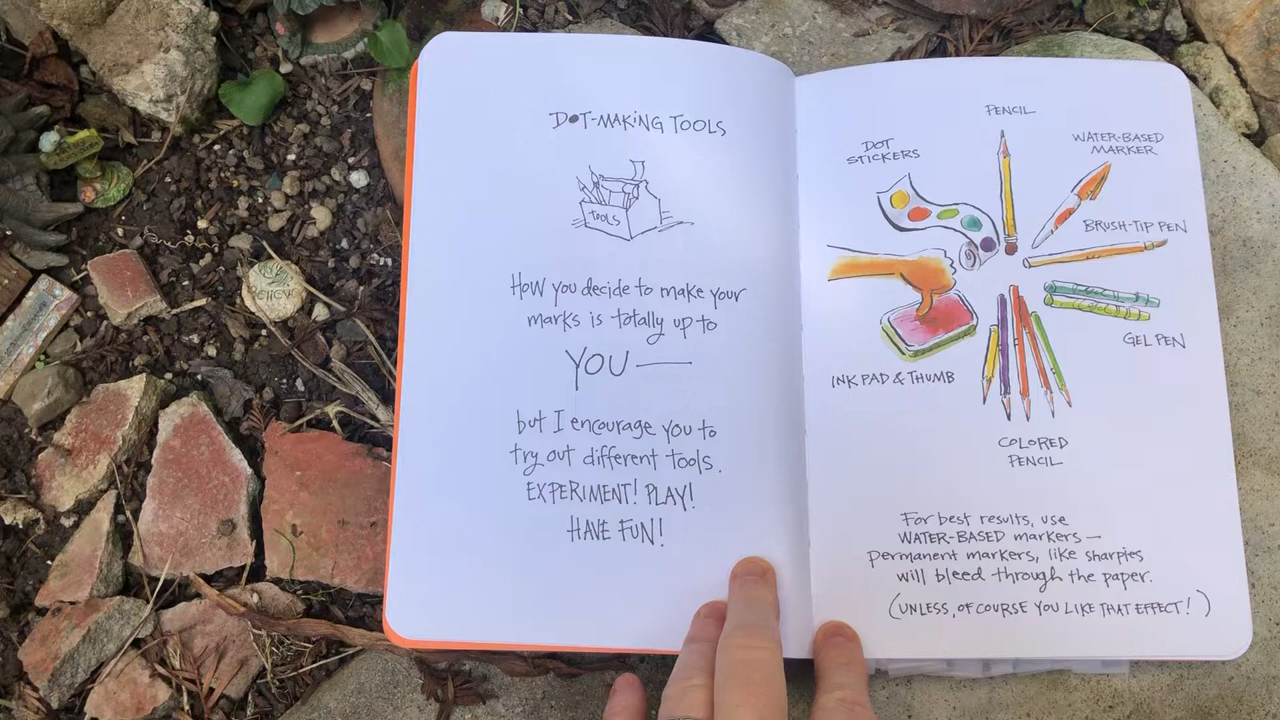 DOT-MAKING TOOLS
TOOLS
How you decide to make your
marks is totally up to
YOU —
but I encourage you to
try out different tools.
EXPERIMENT! PLAY!
HAVE FUN!
PENCIL
DOT
STICKERS
WATER-BASED
MARKER
BRUSH-TIP PEN
GEL PEN
INK PAD & THUMB
COLORED
PENCIL
For best results, use
WATER-BASED markers —
permanent markers, like sharpies
will bleed through the paper.
(UNLESS, OF COURSE YOU LIKE THAT EFFECT!)